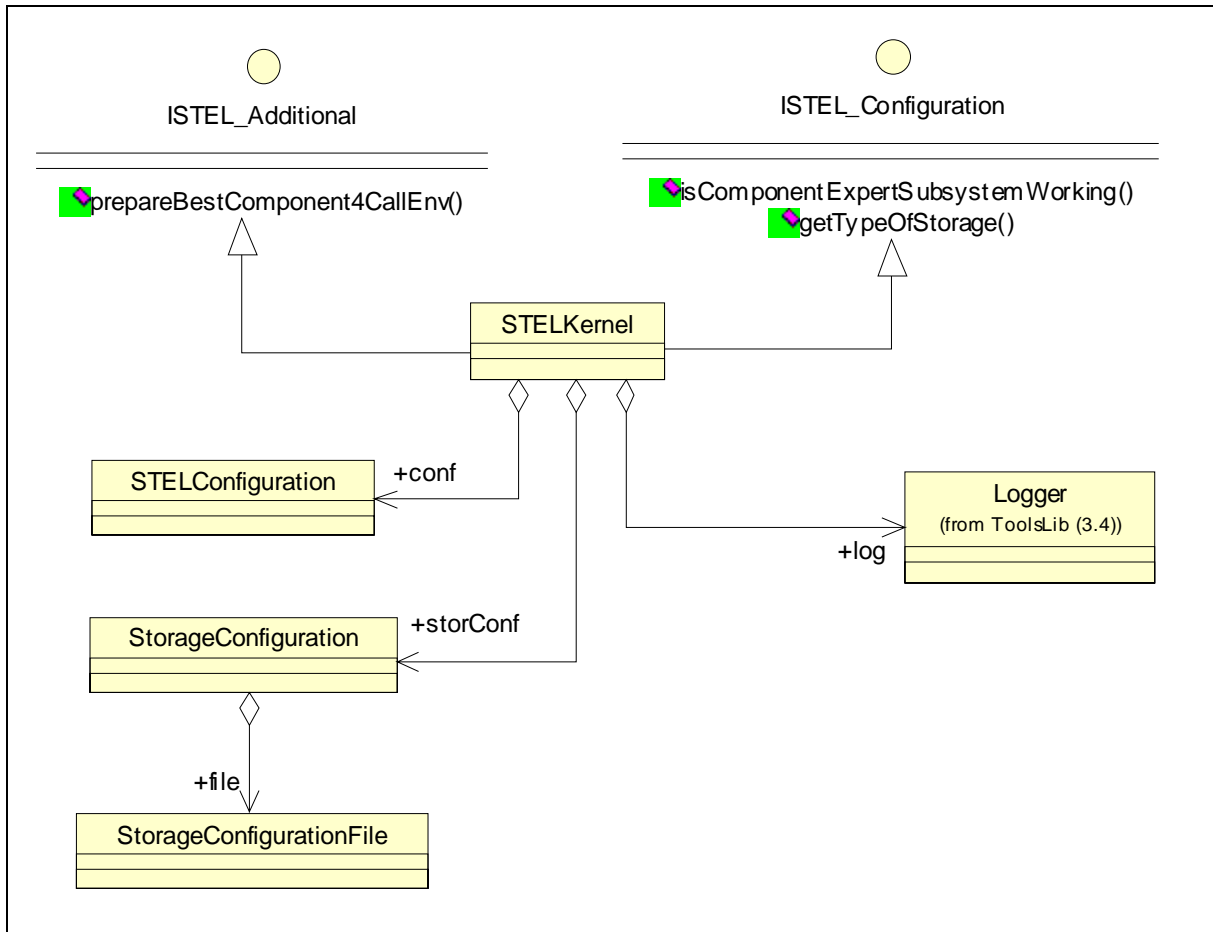 ISTEL_Additional
ISTEL_Configuration
prepareBestComponent4CallEnv()
isComponentExpertSubsystemWorking()
getTypeOfStorage()
STELKernel
STELConfiguration
+conf
Logger
(from ToolsLib (3.4))
+log
StorageConfiguration
+storConf
+file
StorageConfigurationFile